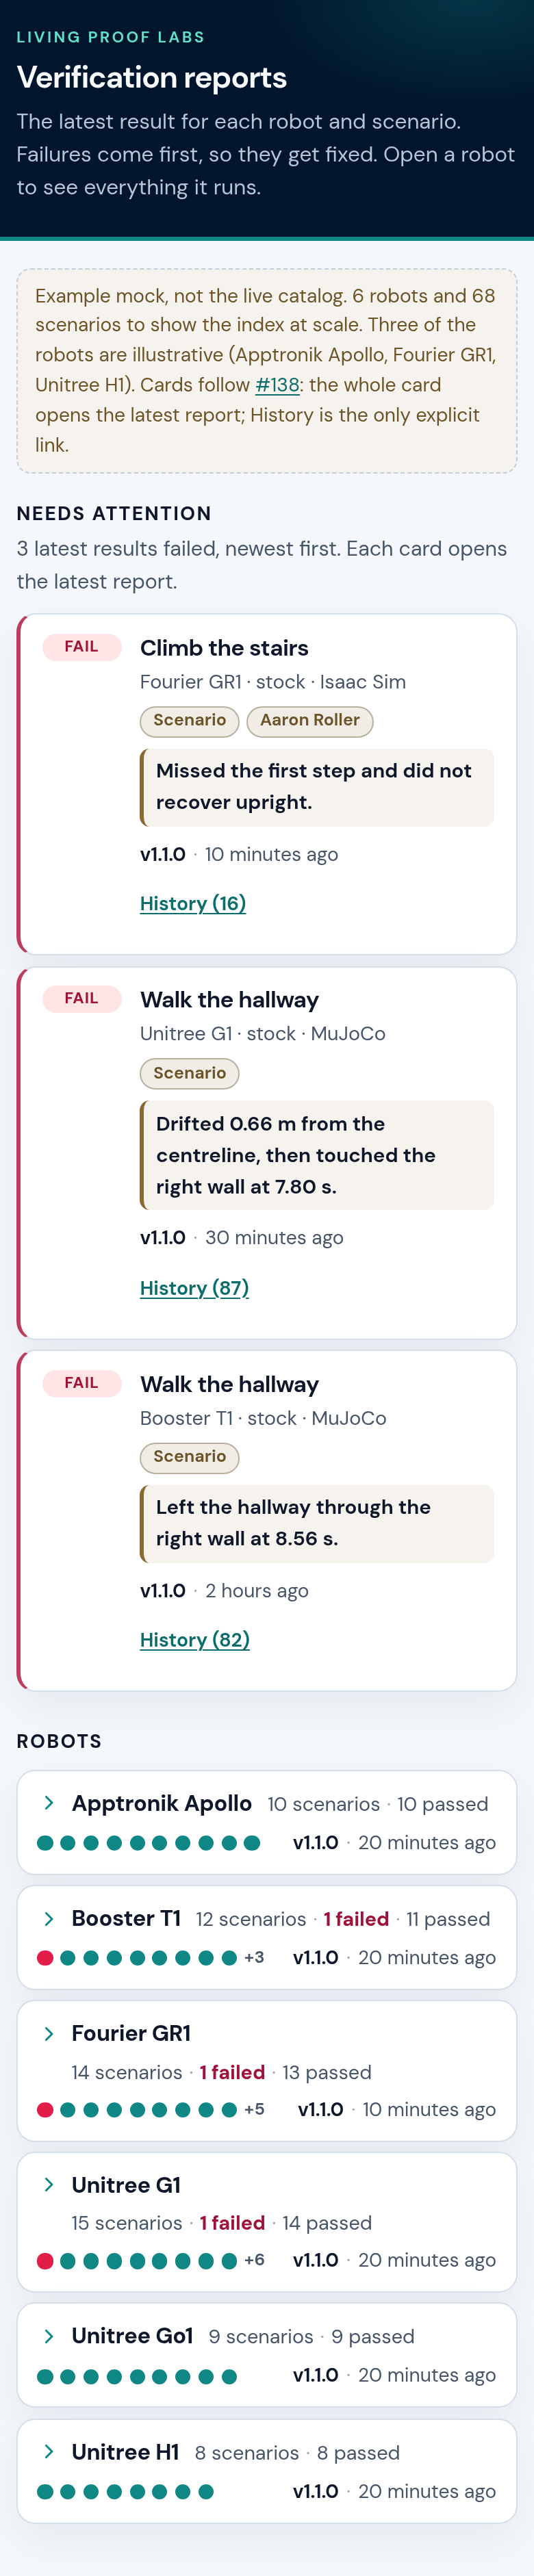 LIVING PROOF LABS
Verification reports
The latest result for each robot and scenario.
Failures come first, so they get fixed. Open a robot
to see everything it runs.
Example mock, not the live catalog. 6 robots and 68
scenarios to show the index at scale. Three of the
robots are illustrative (Apptronik Apollo, Fourier GR1,
Unitree H1). Cards follow #138: the whole card
opens the latest report; History is the only explicit
link.
NEEDS ATTENTION
3 latest results failed, newest first. Each card opens
the latest report.
FAIL Climb the stairs
Fourier GR1 · stock · Isaac Sim
Scenario Aaron Roller
Missed the first step and did not
recover upright.
v1.1.0 · 10 minutes ago
History (16)
FAIL Walk the hallway
Unitree G1 · stock · MuJoCo
Scenario
Drifted 0.66 m from the
centreline, then touched the
right wall at 7.80 s.
v1.1.0 · 30 minutes ago
History (87)
FAIL Walk the hallway
Booster T1 · stock · MuJoCo
Scenario
Left the hallway through the
right wall at 8.56 s.
v1.1.0 · 2 hours ago
History (82)
ROBOTS
Apptronik Apollo 10 scenarios · 10 passed
v1.1.0 · 20 minutes ago
Booster T1 12 scenarios · 1 failed · 11 passed
+3 v1.1.0 · 20 minutes ago
Fourier GR1
14 scenarios · 1 failed · 13 passed
+5 v1.1.0 · 10 minutes ago
Unitree G1
15 scenarios · 1 failed · 14 passed
+6 v1.1.0 · 20 minutes ago
Unitree Go1 9 scenarios · 9 passed
v1.1.0 · 20 minutes ago
Unitree H1 8 scenarios · 8 passed
v1.1.0 · 20 minutes ago